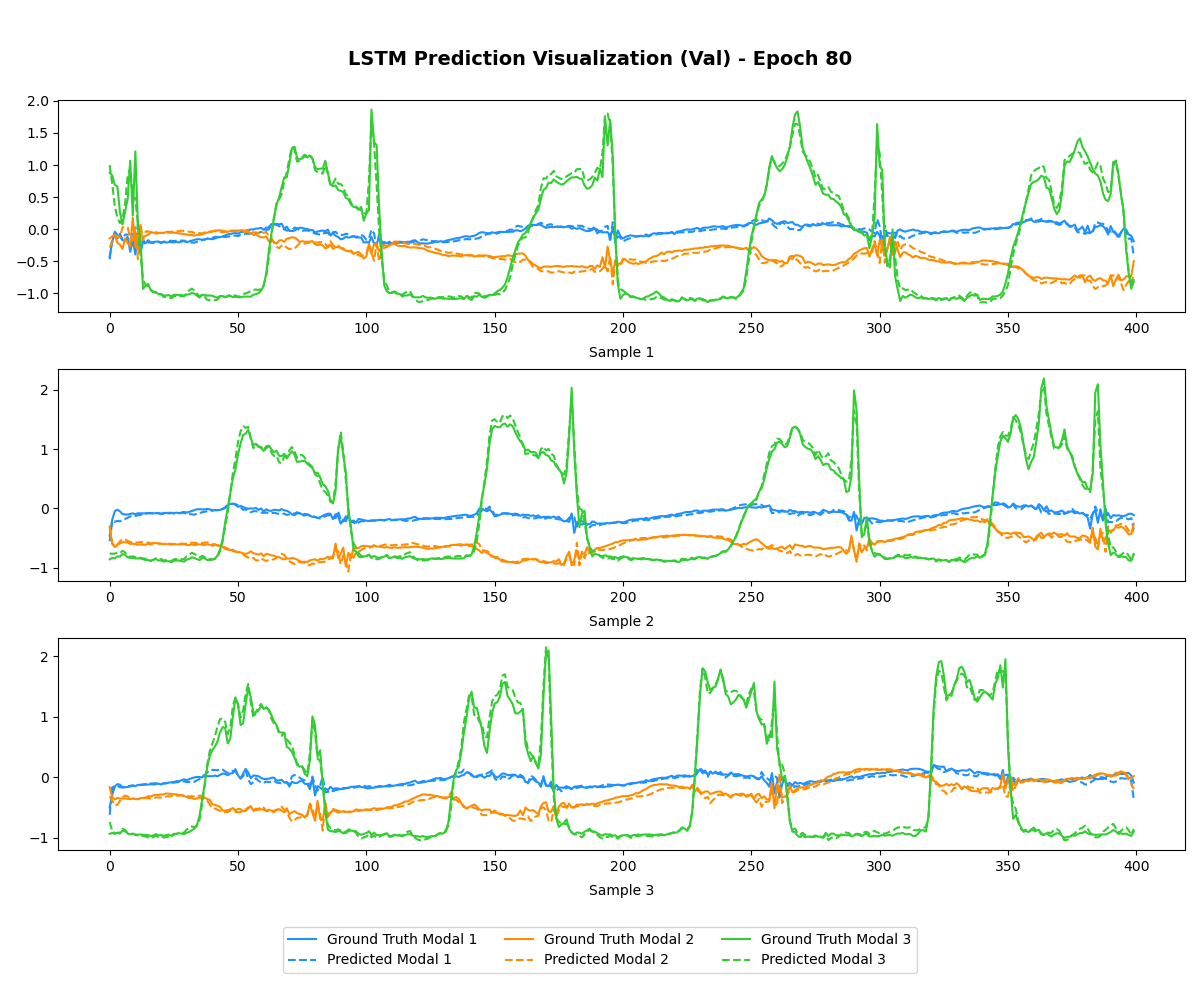 LSTM Prediction Visualization (Val) - Epoch 80
2.0
1.5
1.0
0.5
0.0
−0.5
−1.0
0 50 100 150 200 250 300 350 400
Sample 1
2
1
0
−1
0 50 100 150 200 250 300 350 400
Sample 2
2
1
0
−1
0 50 100 150 200 250 300 350 400
Sample 3
Ground Truth Modal 1 Ground Truth Modal 2 Ground Truth Modal 3
Predicted Modal 1 Predicted Modal 2 Predicted Modal 3